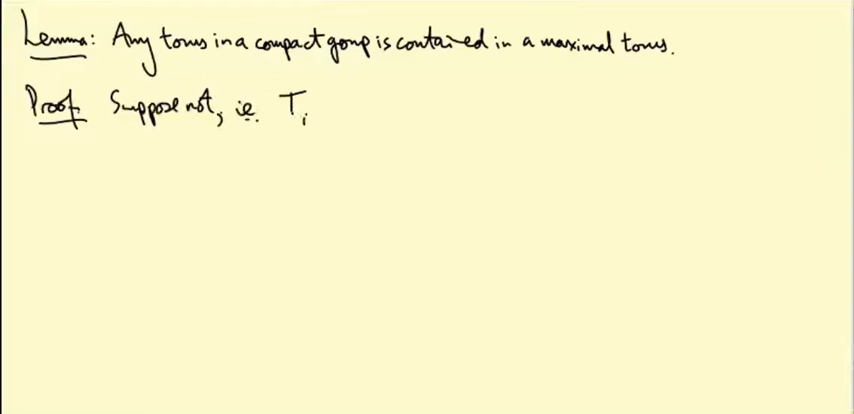 Lemma: Any torus in a compact group is contained in a maximal torus.
Proof Suppose not, i.e. T₁